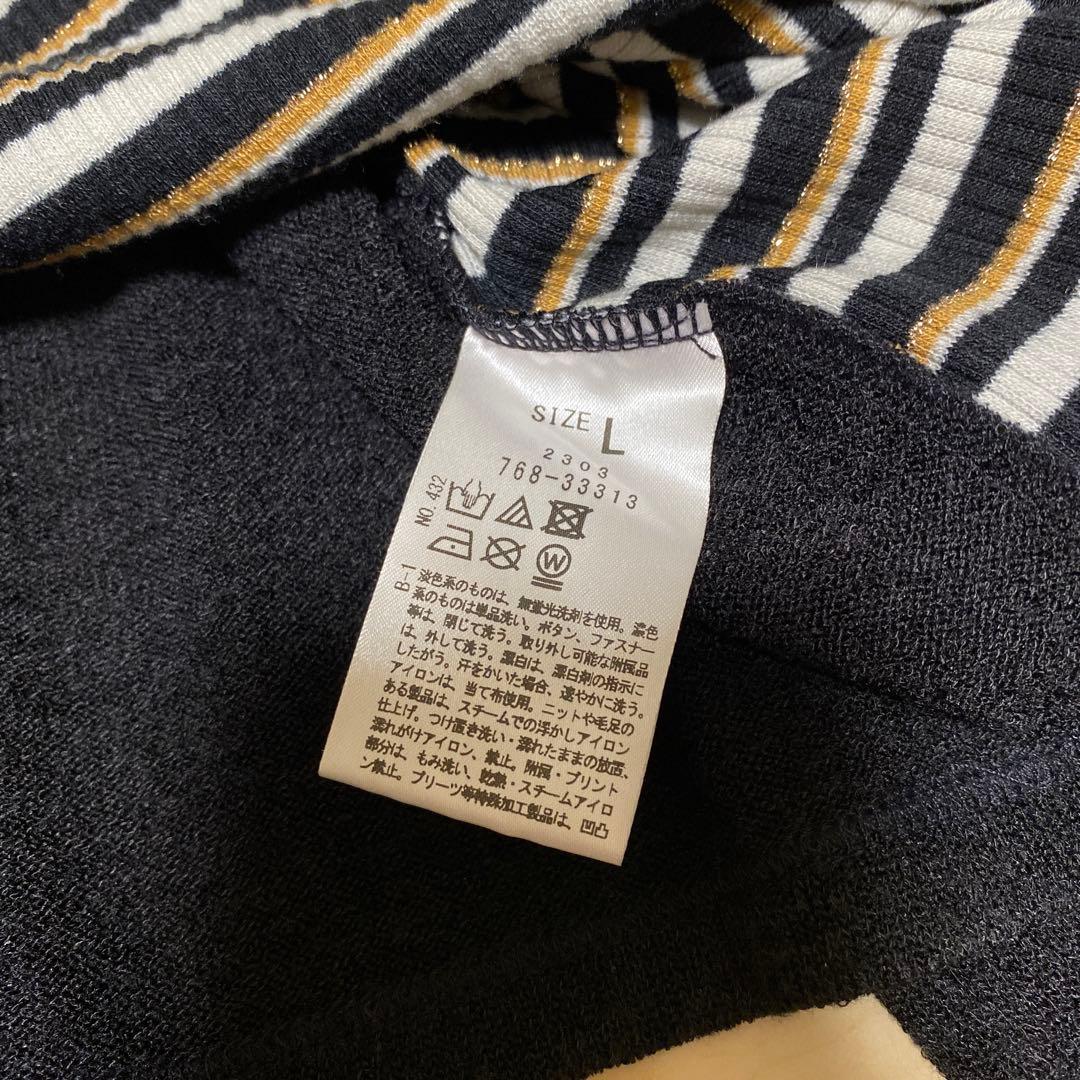 SIZE L
2303
768-33313
NO.432
W
B-1
淡色系のものは、無蛍光洗剤を使用。濃色
系のものは単品洗い。ボタン、ファスナー
等は、閉じて洗う。取り外し可能な附属品
は、外して洗う。漂白は、漂白剤の指示に
したがう。汗をかいた場合、速やかに洗う。
アイロンは、当て布使用。ニットや毛足の
ある製品は、スチームでの浮かしアイロン
仕上げ。つけ置き洗い・濡れたままの放置、
濡れがけアイロン、禁止。附属・プリント
部分は、もみ洗い、乾熱・スチームアイロ
ン禁止。プリーツ等特殊加工製品は、凹凸